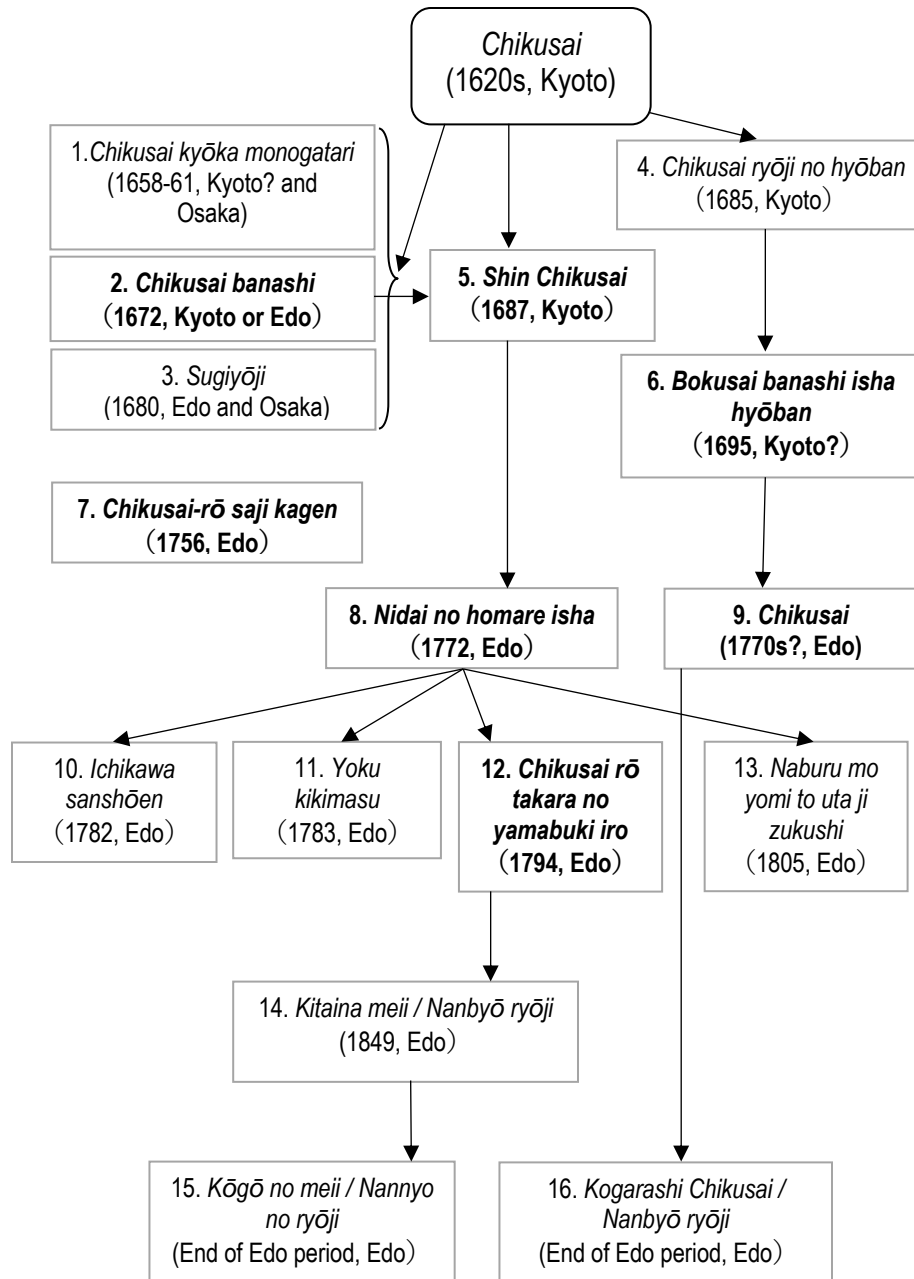 Chikusai
(1620s, Kyoto)
1.Chikusai kyōka monogatari
(1658-61, Kyoto? and
Osaka)
4. Chikusai ryōji no hyōban
(1685, Kyoto)
2. Chikusai banashi
（1672, Kyoto or Edo）
5. Shin Chikusai
（1687, Kyoto）
3. Sugiyōji
(1680, Edo and Osaka)
6. Bokusai banashi isha
hyōban
（1695, Kyoto?）
7. Chikusai-rō saji kagen
（1756, Edo）
8. Nidai no homare isha
（1772, Edo）
9. Chikusai
(1770s?, Edo)
10. Ichikawa
sanshōen
（1782, Edo）
11. Yoku
kikimasu
（1783, Edo）
12. Chikusai rō
takara no
yamabuki iro
（1794, Edo）
13. Naburu mo
yomi to uta ji
zukushi
（1805, Edo）
14. Kitaina meii / Nanbyō ryōji
(1849, Edo）
15. Kōgō no meii / Nannyo
no ryōji
(End of Edo period, Edo)
16. Kogarashi Chikusai /
Nanbyō ryōji
(End of Edo period, Edo)